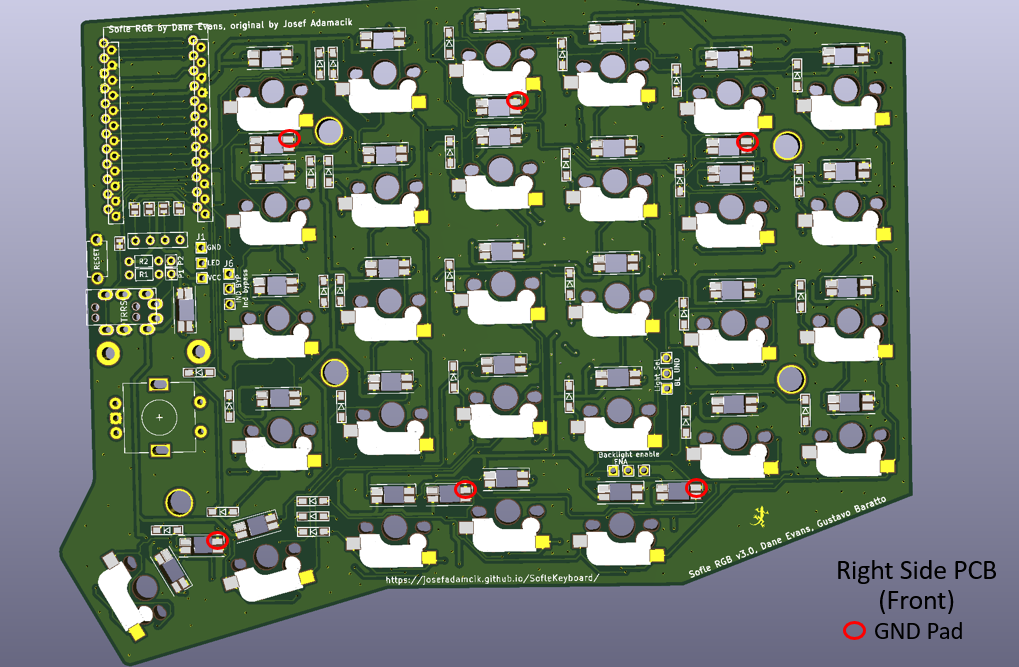 Sofle RGB by Dane Evans, original by Josef Adamacik
J1
GND
LED
VCC
J6
RESET
R2
R1
TRRS
Ind bypass
Light Sel
BL UND
Backlight enable
ENA
https://josefadamcik.github.io/SofleKeyboard/
Sofle RGB v3.0, Dane Evans, Gustavo Baratto
Right Side PCB
(Front)
GND Pad